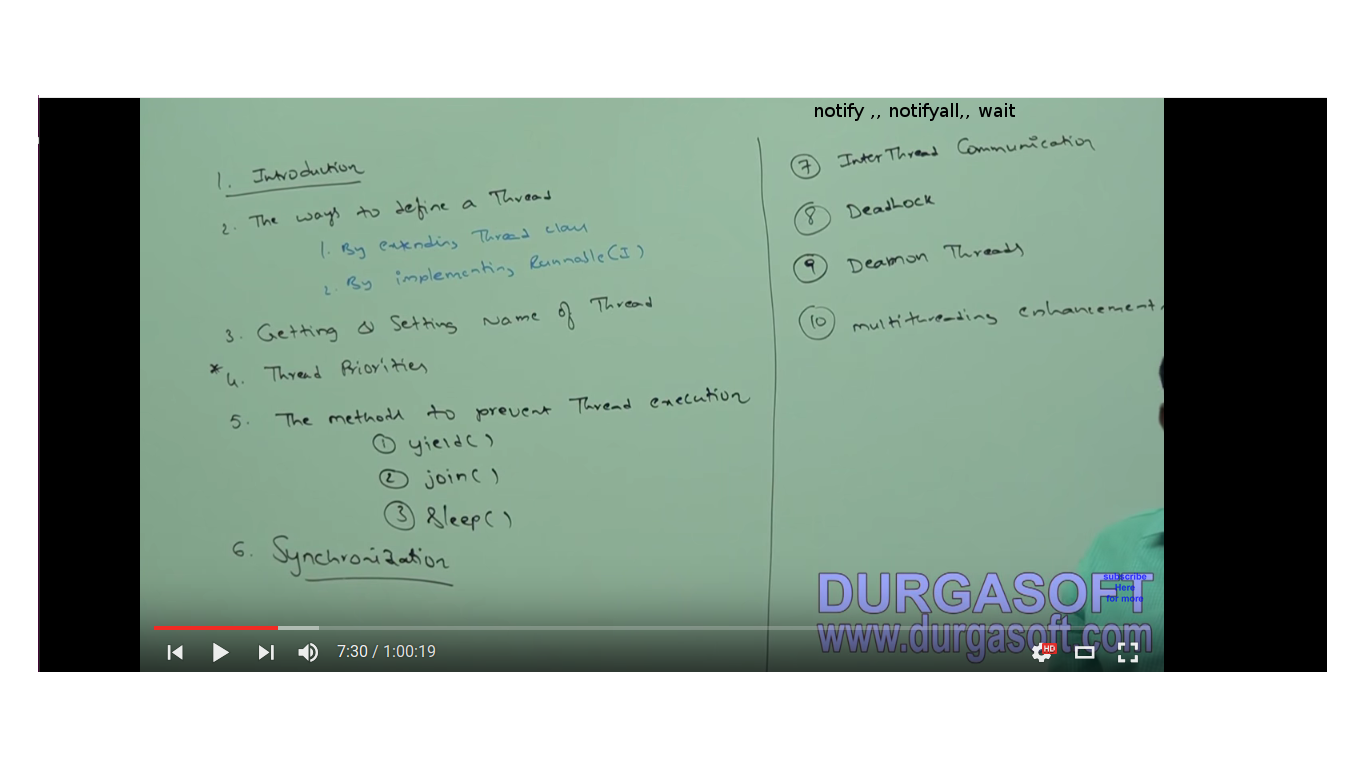 notify ,, notifyall,, wait
1. Introduction
2. The ways to define a Thread
1. By extending Thread class
2. By implementing Runnable(I)
3. Getting & Setting Name of Thread
* 4. Thread Priorities
5. The methods to prevent Thread execution
① yield()
② join()
③ Sleep()
6. Synchronization
⑦ InterThread Communication
⑧ DeadLock
⑨ Deamon Threads
⑩ multithreading enhancement
DURGASOFT
www.durgasoft.com
subscribe
Here
for more
7:30 / 1:00:19
HD